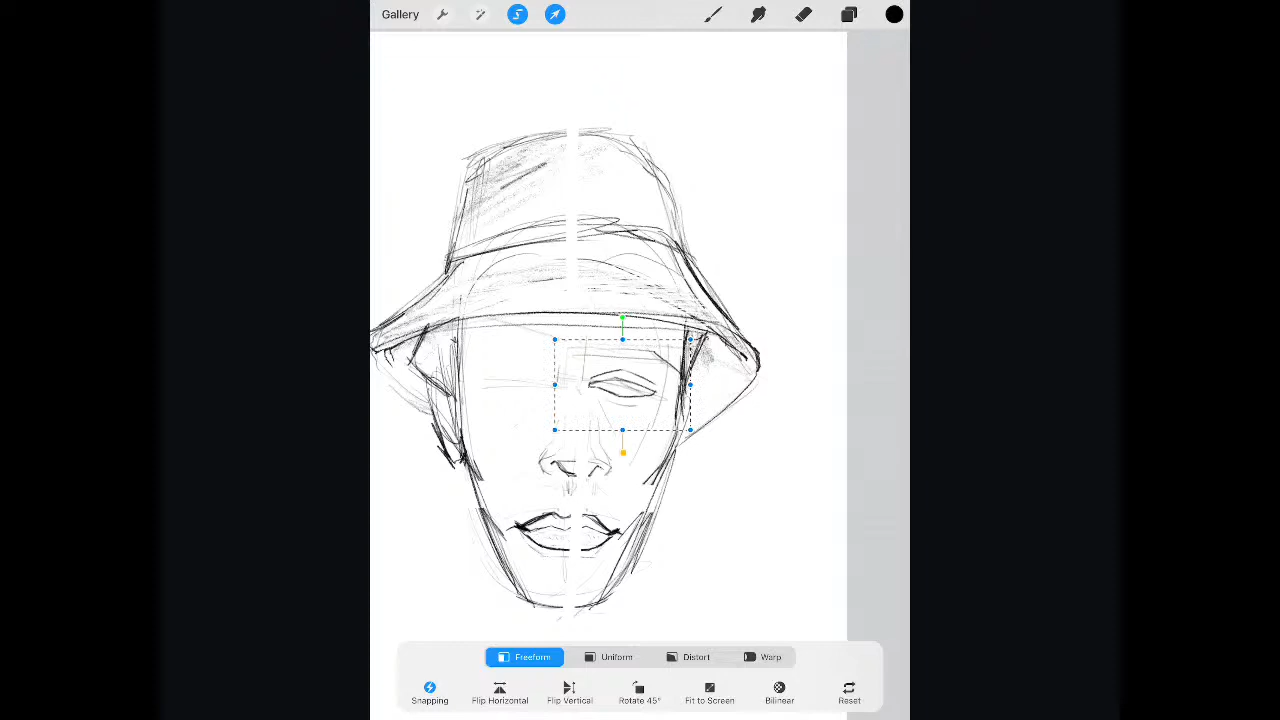 Gallery
Freeform Uniform Distort Warp
Snapping Flip Horizontal Flip Vertical Rotate 45° Fit to Screen Bilinear Reset